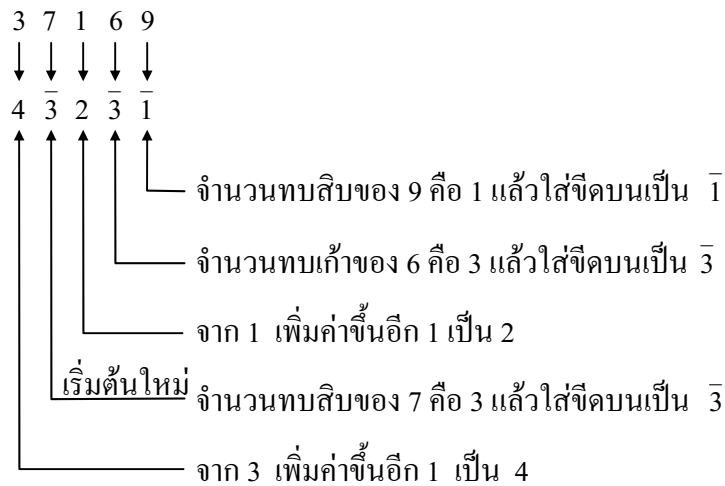 3 7 1 6 9
4 3̅ 2 3̅ 1̅
จำนวนทบสิบของ 9 คือ 1 แล้วใส่ขีดบนเป็น 1̅
จำนวนทบเก้าของ 6 คือ 3 แล้วใส่ขีดบนเป็น 3̅
จาก 1 เพิ่มค่าขึ้นอีก 1 เป็น 2
เริ่มต้นใหม่
จำนวนทบสิบของ 7 คือ 3 แล้วใส่ขีดบนเป็น 3̅
จาก 3 เพิ่มค่าขึ้นอีก 1 เป็น 4